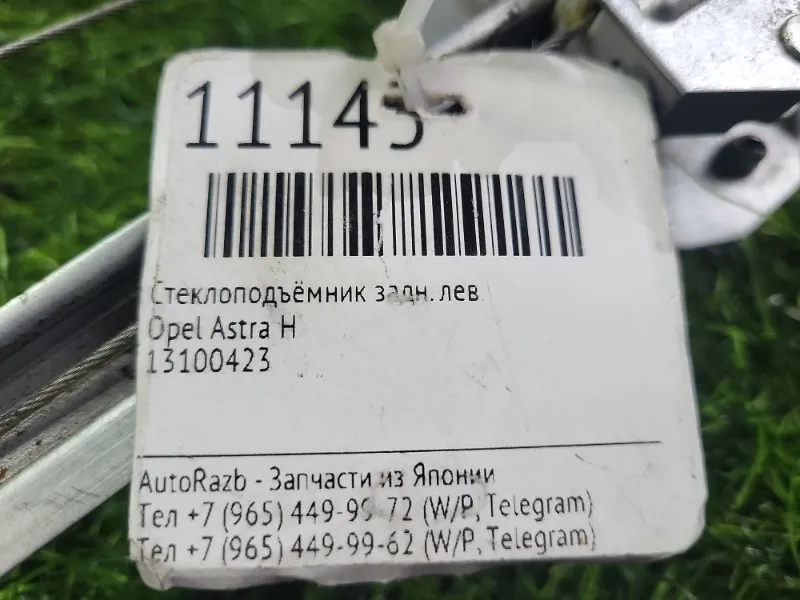 11143
Стеклоподъёмник задн. лев
Opel Astra H
13100423
AutoRazb - Запчасти из Японии
Тел +7 (965) 449-99-72 (W/P, Telegram)
Тел +7 (965) 449-99-62 (W/P, Telegram)